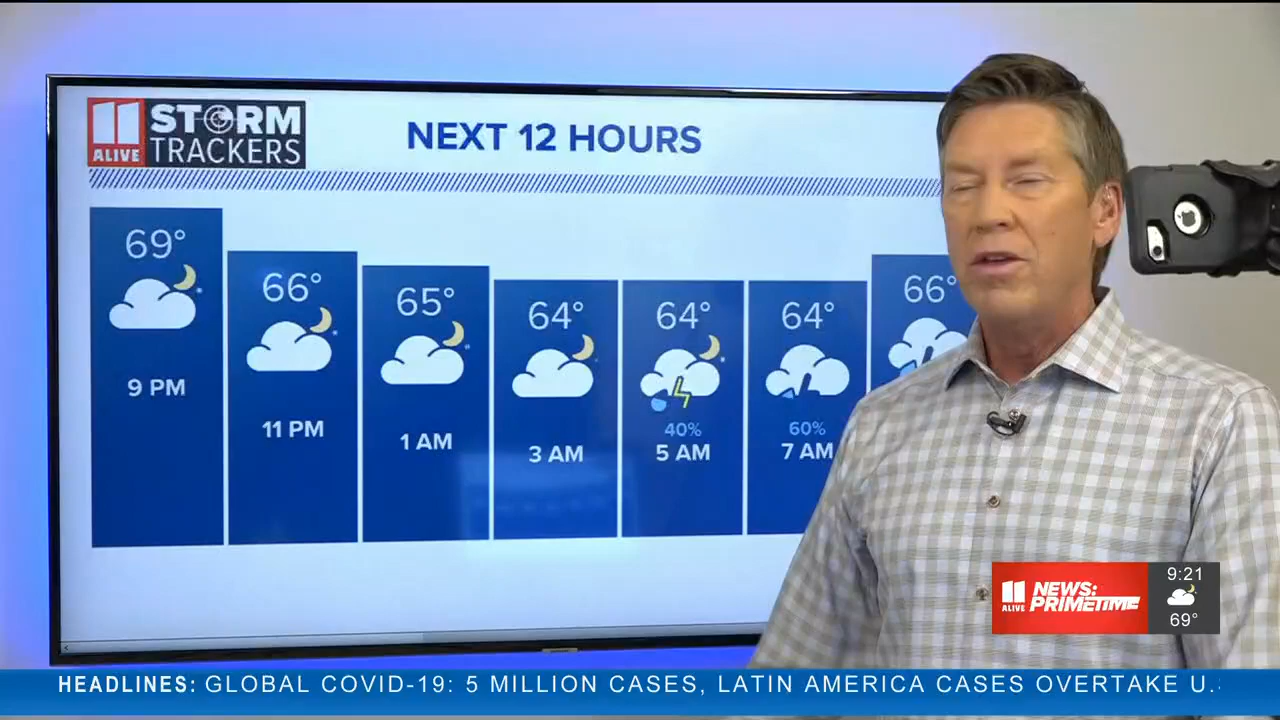 11 ALIVE STORM TRACKERS
NEXT 12 HOURS
69°
9 PM
66°
11 PM
65°
1 AM
64°
3 AM
64°
40%
5 AM
64°
60%
7 AM
66°
11 ALIVE NEWS: PRIMETIME
9:21
69°
HEADLINES: GLOBAL COVID-19: 5 MILLION CASES, LATIN AMERICA CASES OVERTAKE U.